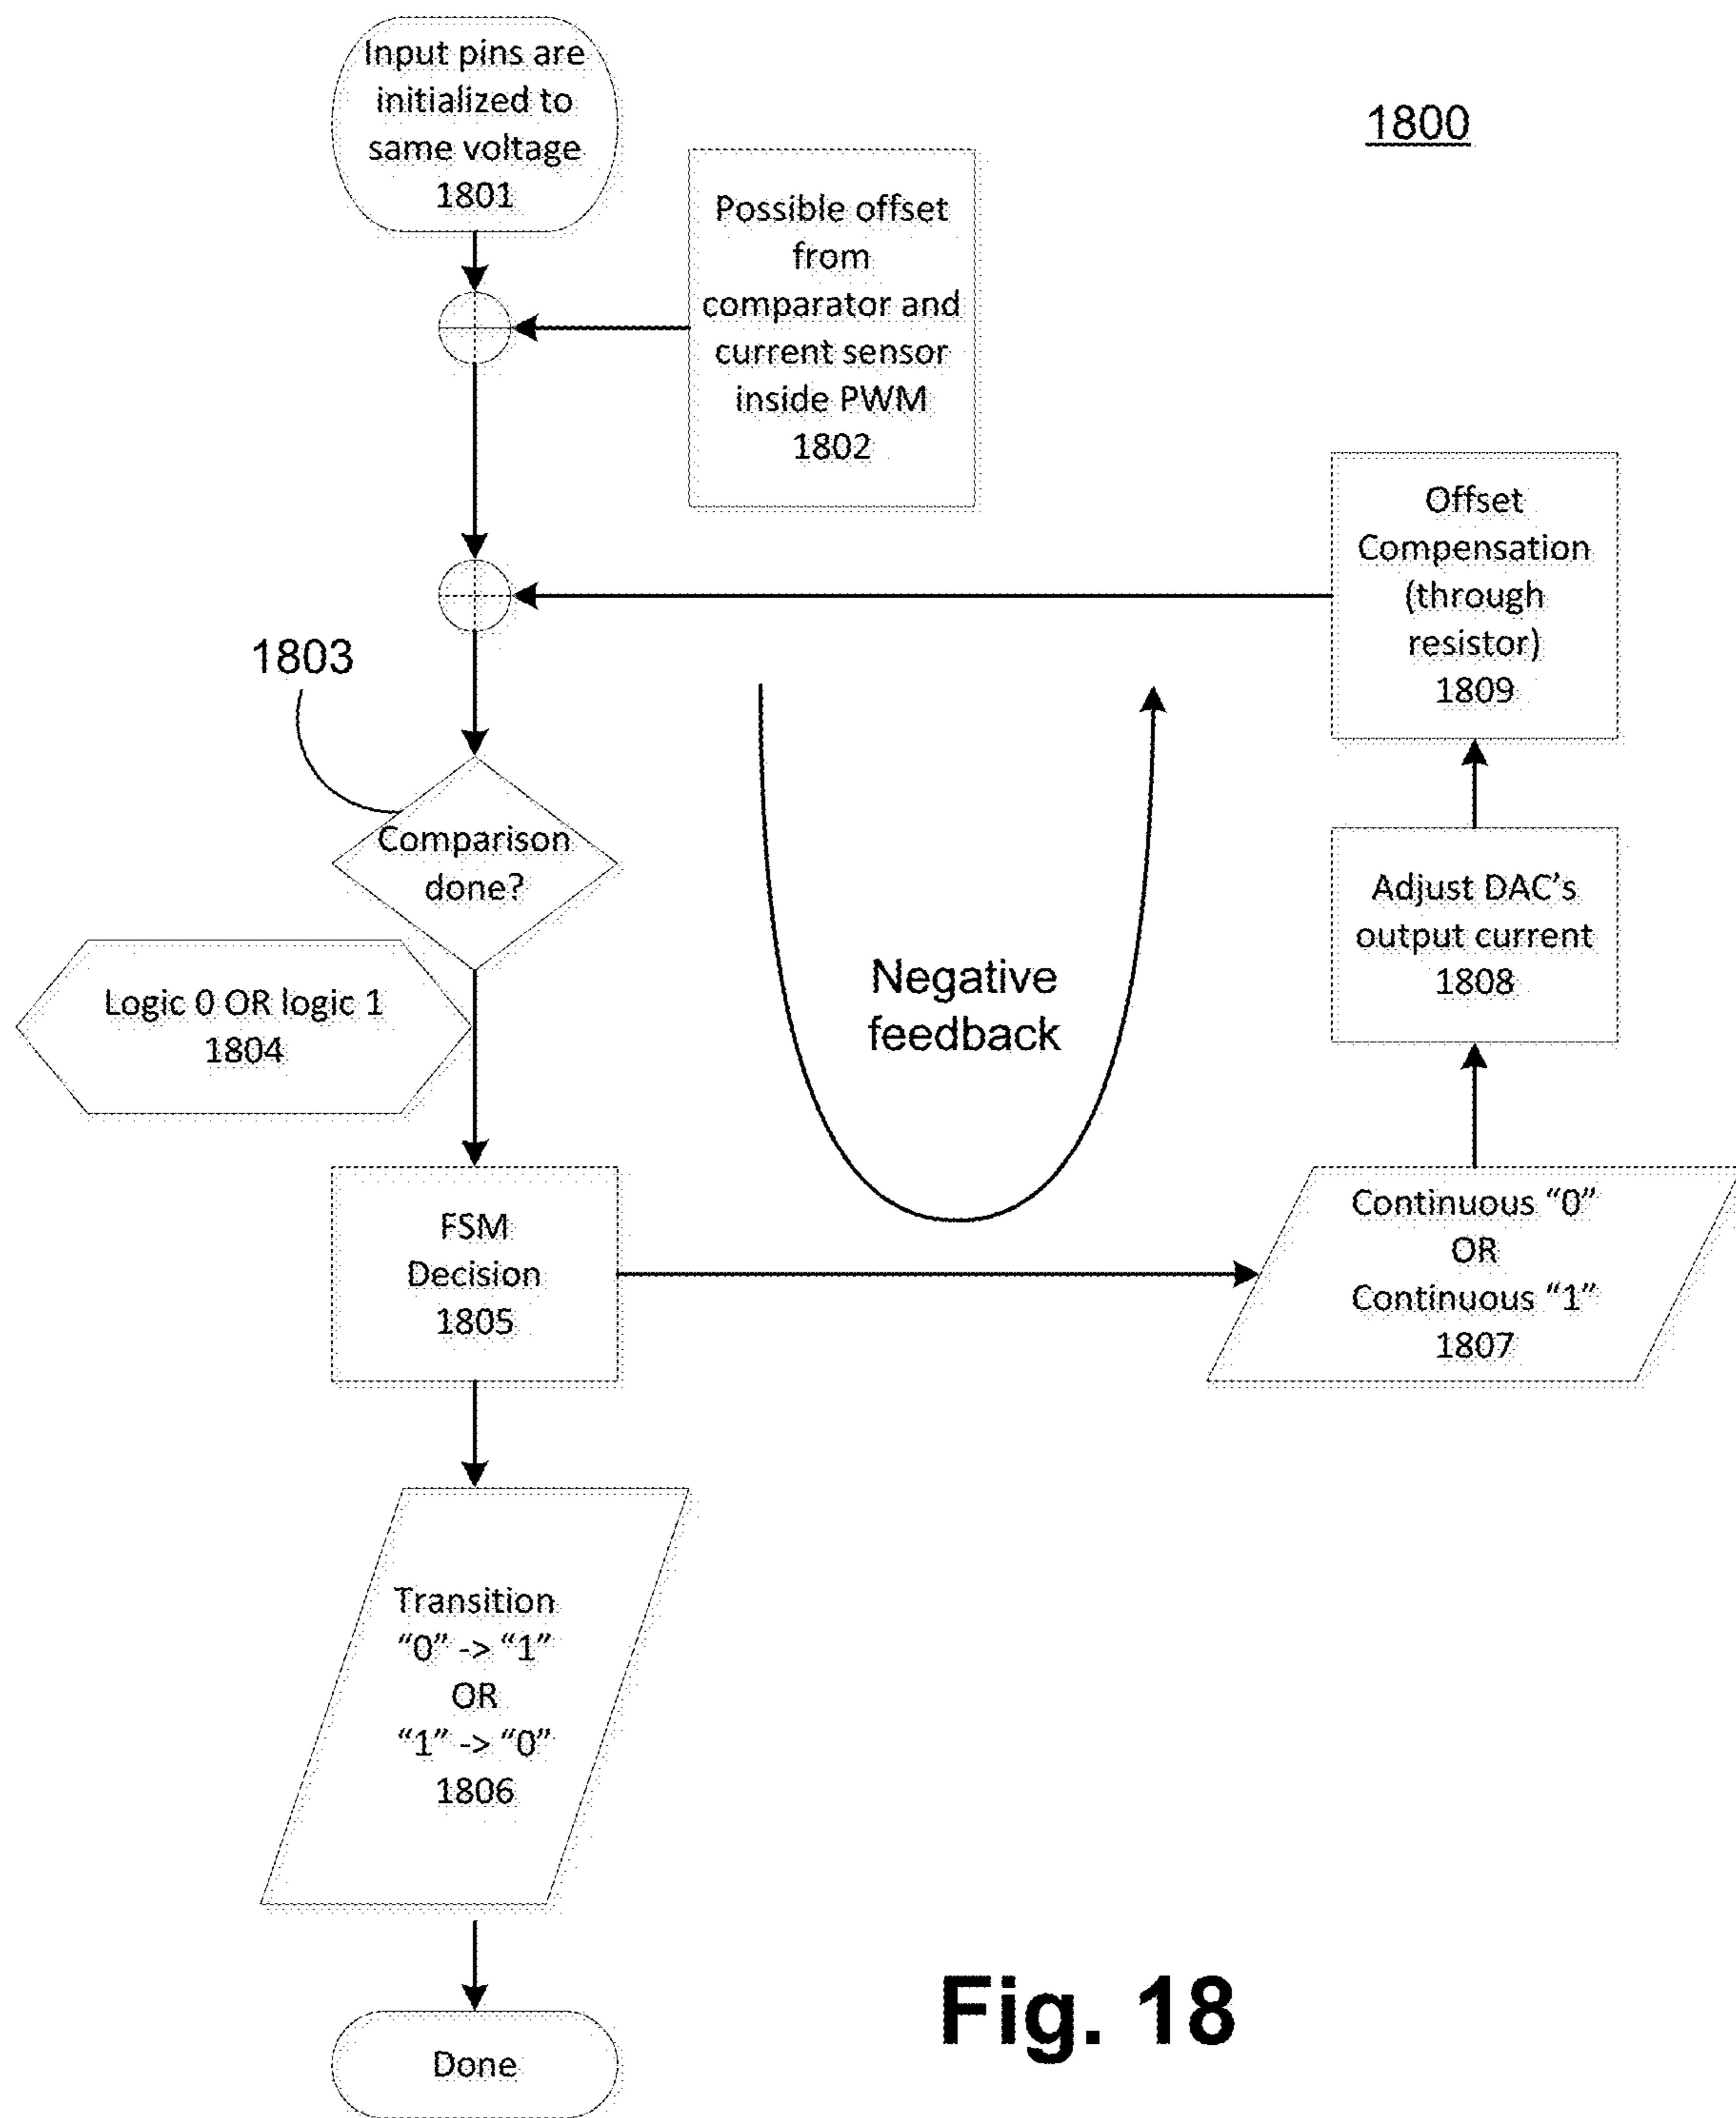 Input pins are
initialized to
same voltage
1801
1800
Possible offset
from
comparator and
current sensor
inside PWM
1802
Offset
Compensation
(through
resistor)
1809
1803
Comparison
done?
Adjust DAC's
output current
1808
Negative
feedback
Logic 0 OR logic 1
1804
FSM
Decision
1805
Continuous “0”
OR
Continuous “1”
1807
Transition
“0” -> “1”
OR
“1” -> “0”
1806
Done
Fig. 18